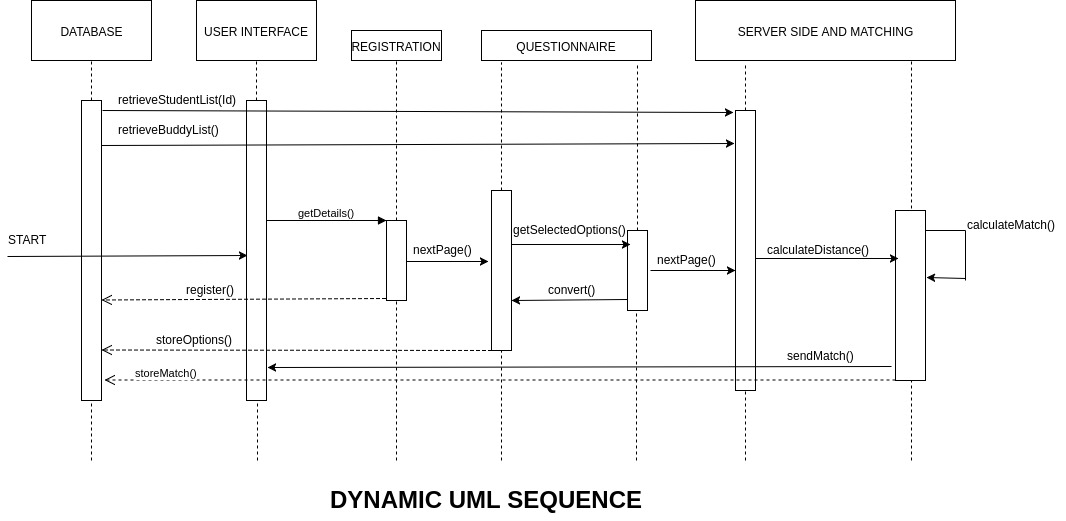 DATABASE
USER INTERFACE
REGISTRATION
QUESTIONNAIRE
SERVER SIDE AND MATCHING
retrieveStudentList(Id)
retrieveBuddyList()
getDetails()
START
nextPage()
getSelectedOptions()
nextPage()
calculateDistance()
calculateMatch()
register()
convert()
storeOptions()
sendMatch()
storeMatch()
DYNAMIC UML SEQUENCE